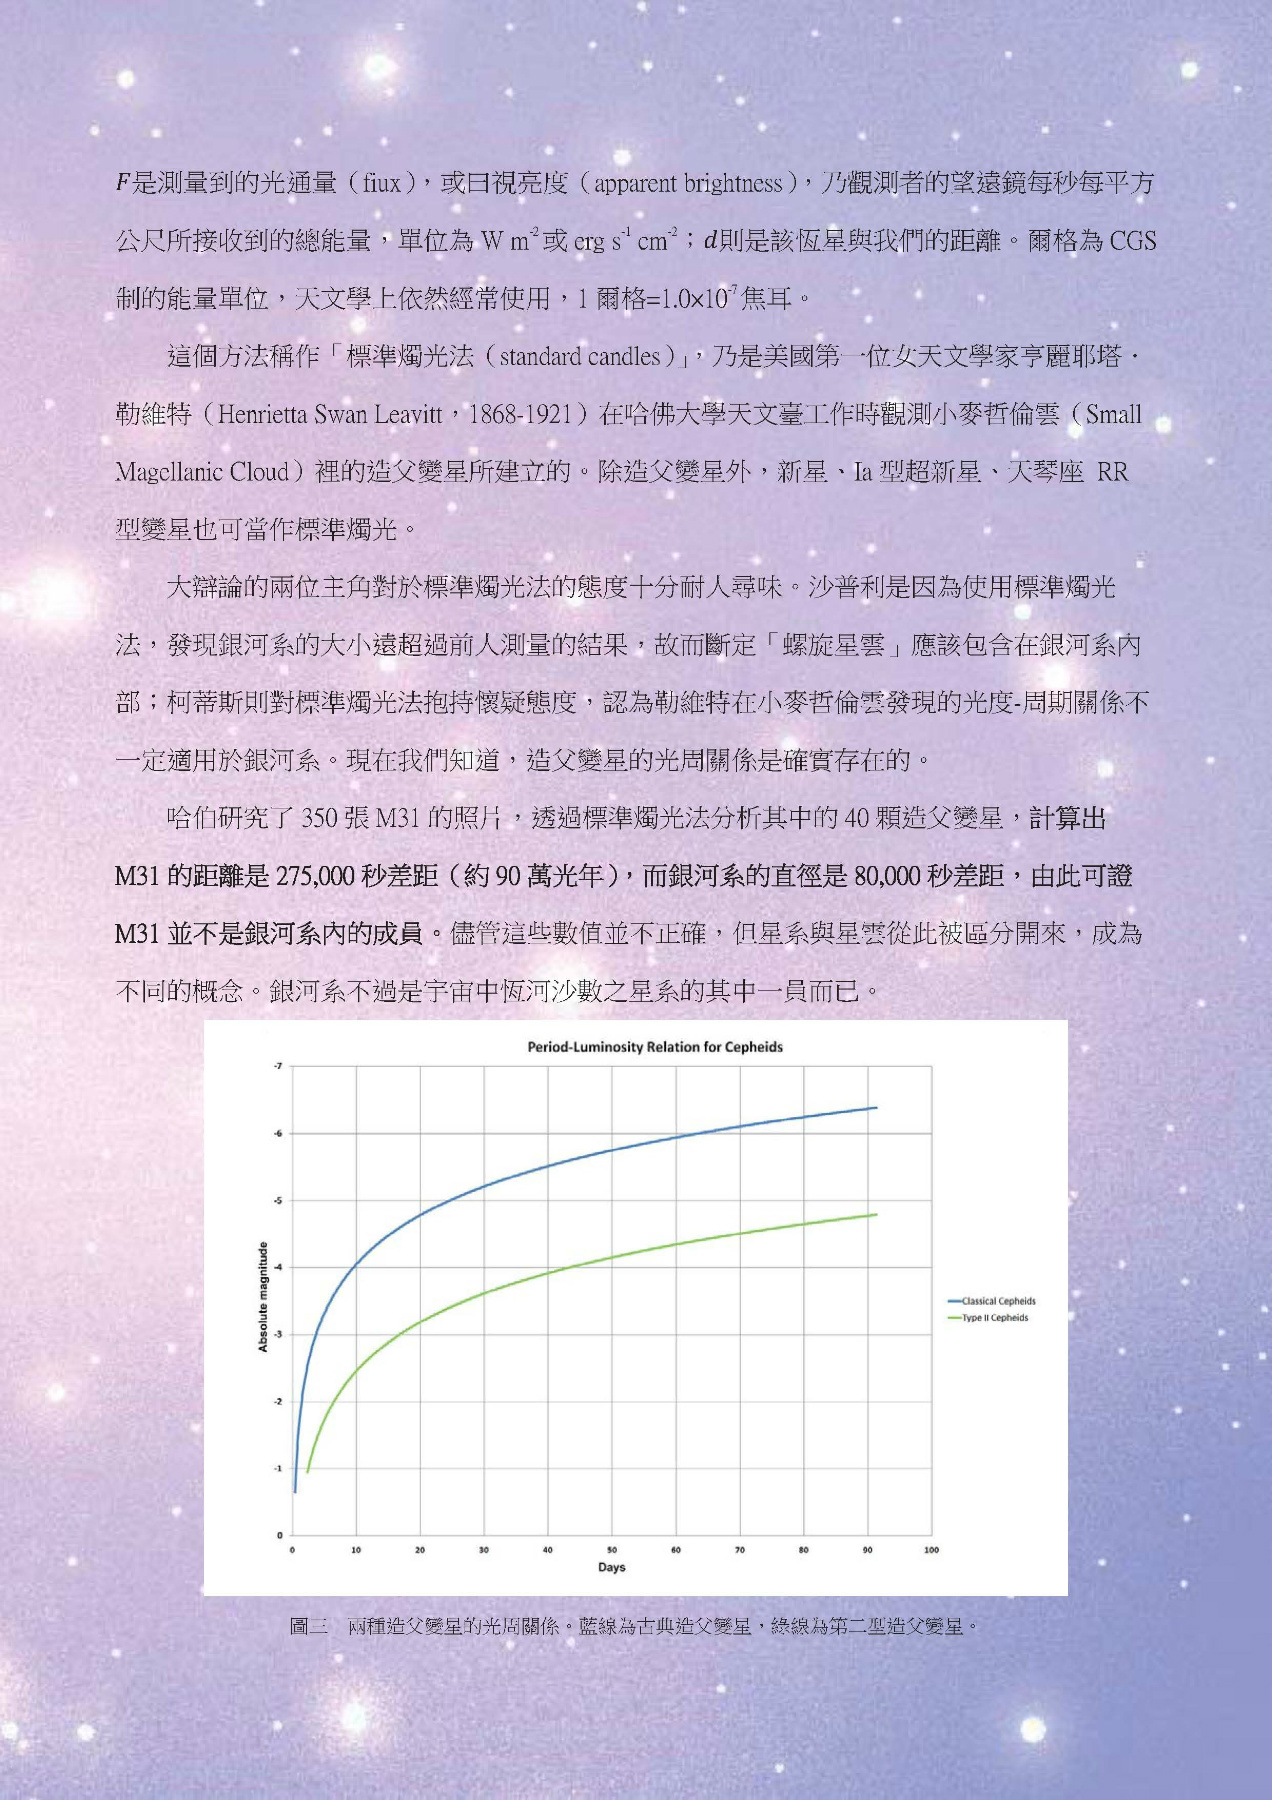 F是測量到的光通量（fiux），或曰視亮度（apparent brightness），乃觀測者的望遠鏡每秒每平方
公尺所接收到的總能量，單位為 W m⁻²或 erg s⁻¹ cm⁻²；d則是該恆星與我們的距離。爾格為 CGS
制的能量單位，天文學上依然經常使用，1 爾格=1.0×10⁻⁷焦耳。
這個方法稱作「標準燭光法（standard candles）」，乃是美國第一位女天文學家亨麗耶塔．
勒維特（Henrietta Swan Leavitt，1868-1921）在哈佛大學天文臺工作時觀測小麥哲倫雲（Small
Magellanic Cloud）裡的造父變星所建立的。除造父變星外，新星、Ia 型超新星、天琴座 RR
型變星也可當作標準燭光。
大辯論的兩位主角對於標準燭光法的態度十分耐人尋味。沙普利是因為使用標準燭光
法，發現銀河系的大小遠超過前人測量的結果，故而斷定「螺旋星雲」應該包含在銀河系內
部；柯蒂斯則對標準燭光法抱持懷疑態度，認為勒維特在小麥哲倫雲發現的光度-周期關係不
一定適用於銀河系。現在我們知道，造父變星的光周關係是確實存在的。
哈伯研究了 350 張 M31 的照片，透過標準燭光法分析其中的 40 顆造父變星，計算出
M31 的距離是 275,000 秒差距（約 90 萬光年），而銀河系的直徑是 80,000 秒差距，由此可證
M31 並不是銀河系內的成員。儘管這些數值並不正確，但星系與星雲從此被區分開來，成為
不同的概念。銀河系不過是宇宙中恆河沙數之星系的其中一員而已。
Period-Luminosity Relation for Cepheids
-7
-6
-5
-4
-3
-2
-1
0
Absolute magnitude
0 10 20 30 40 50 60 70 80 90 100
Days
Classical Cepheids
Type II Cepheids
圖三 兩種造父變星的光周關係。藍線為古典造父變星，綠線為第二型造父變星。